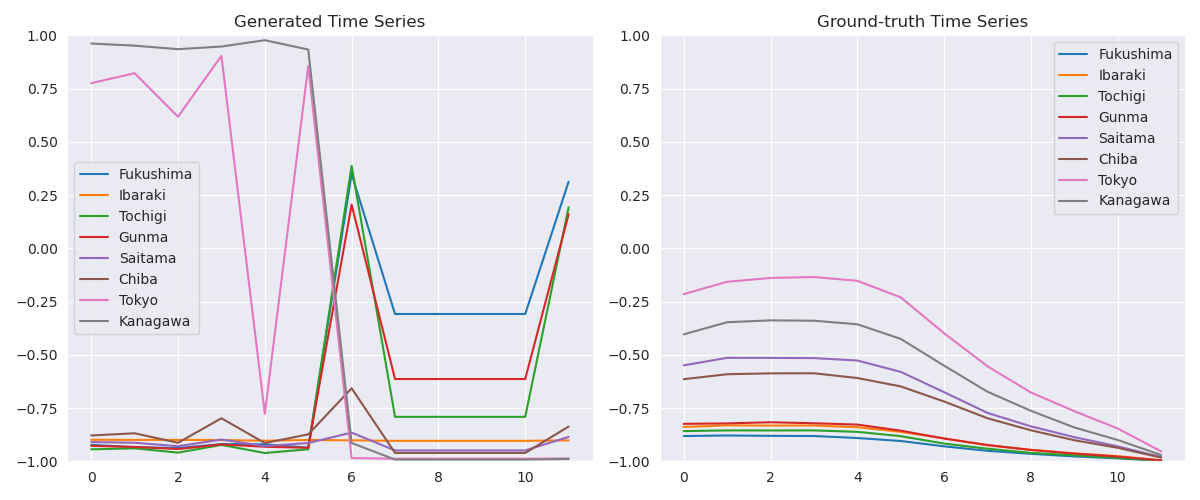 Generated Time Series
1.00
0.75
0.50
0.25
0.00
−0.25
−0.50
−0.75
−1.00
0 2 4 6 8 10
Fukushima
Ibaraki
Tochigi
Gunma
Saitama
Chiba
Tokyo
Kanagawa
Ground-truth Time Series
1.00
0.75
0.50
0.25
0.00
−0.25
−0.50
−0.75
−1.00
0 2 4 6 8 10
Fukushima
Ibaraki
Tochigi
Gunma
Saitama
Chiba
Tokyo
Kanagawa